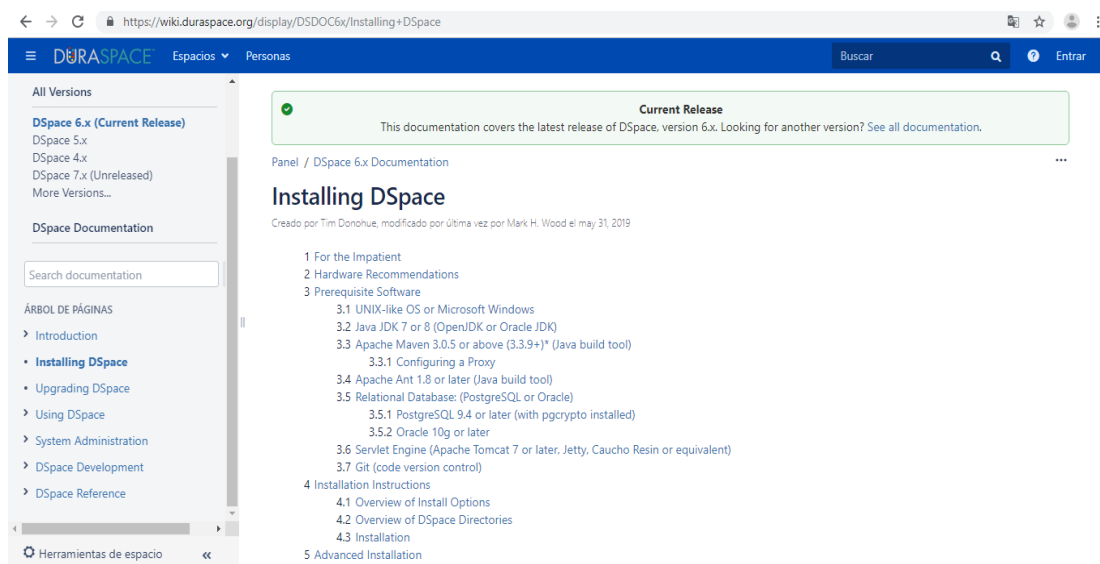 https://wiki.duraspace.org/display/DSDOC6x/Installing+DSpace
DURASPACE Espacios Personas Buscar Entrar
All Versions
DSpace 6.x (Current Release)
DSpace 5.x
DSpace 4.x
DSpace 7.x (Unreleased)
More Versions...
DSpace Documentation
Search documentation
ÁRBOL DE PÁGINAS
Introduction
Installing DSpace
Upgrading DSpace
Using DSpace
System Administration
DSpace Development
DSpace Reference
Herramientas de espacio
Current Release
This documentation covers the latest release of DSpace, version 6.x. Looking for another version? See all documentation.
Panel / DSpace 6.x Documentation
Installing DSpace
Creado por Tim Donohue, modificado por última vez por Mark H. Wood el may 31, 2019
1 For the Impatient
2 Hardware Recommendations
3 Prerequisite Software
3.1 UNIX-like OS or Microsoft Windows
3.2 Java JDK 7 or 8 (OpenJDK or Oracle JDK)
3.3 Apache Maven 3.0.5 or above (3.3.9+)* (Java build tool)
3.3.1 Configuring a Proxy
3.4 Apache Ant 1.8 or later (Java build tool)
3.5 Relational Database: (PostgreSQL or Oracle)
3.5.1 PostgreSQL 9.4 or later (with pgcrypto installed)
3.5.2 Oracle 10g or later
3.6 Servlet Engine (Apache Tomcat 7 or later, Jetty, Caucho Resin or equivalent)
3.7 Git (code version control)
4 Installation Instructions
4.1 Overview of Install Options
4.2 Overview of DSpace Directories
4.3 Installation
5 Advanced Installation